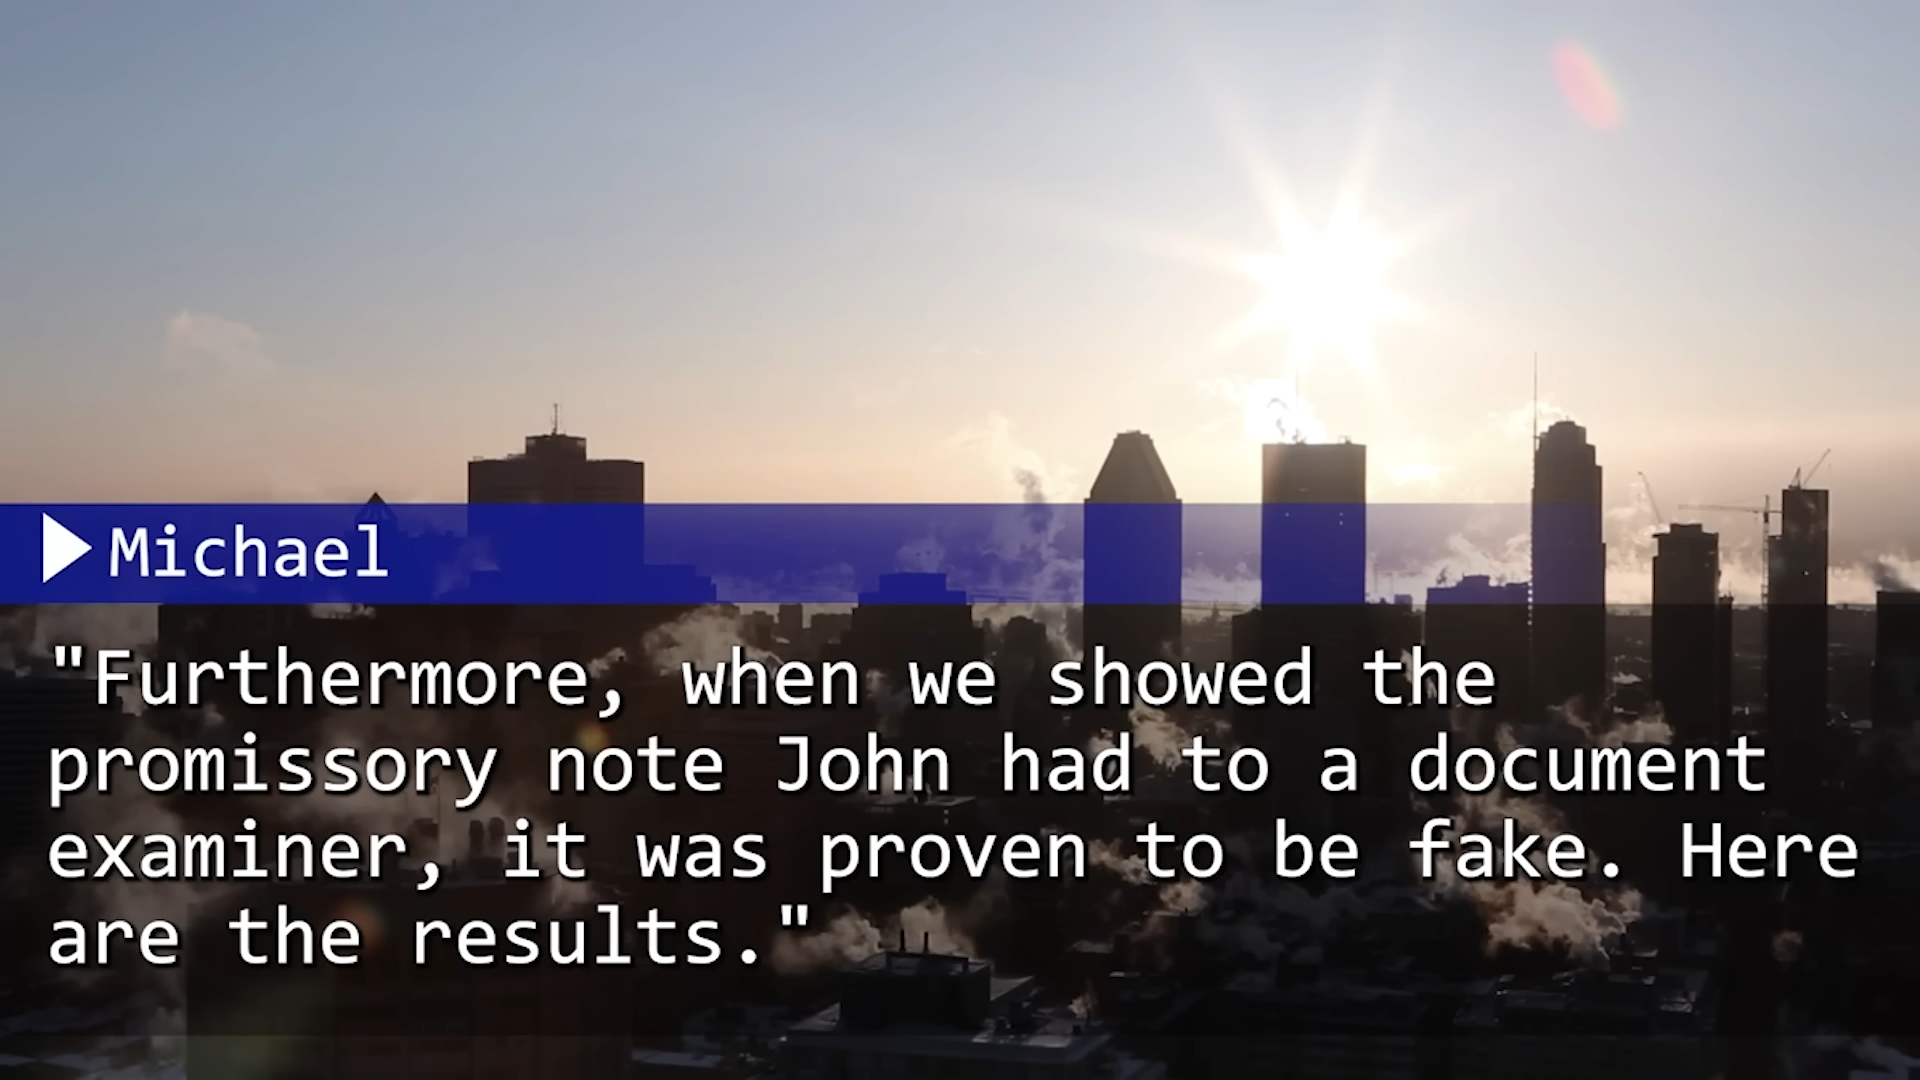 Michael
"Furthermore, when we showed the
promissory note John had to a document
examiner, it was proven to be fake. Here
are the results."